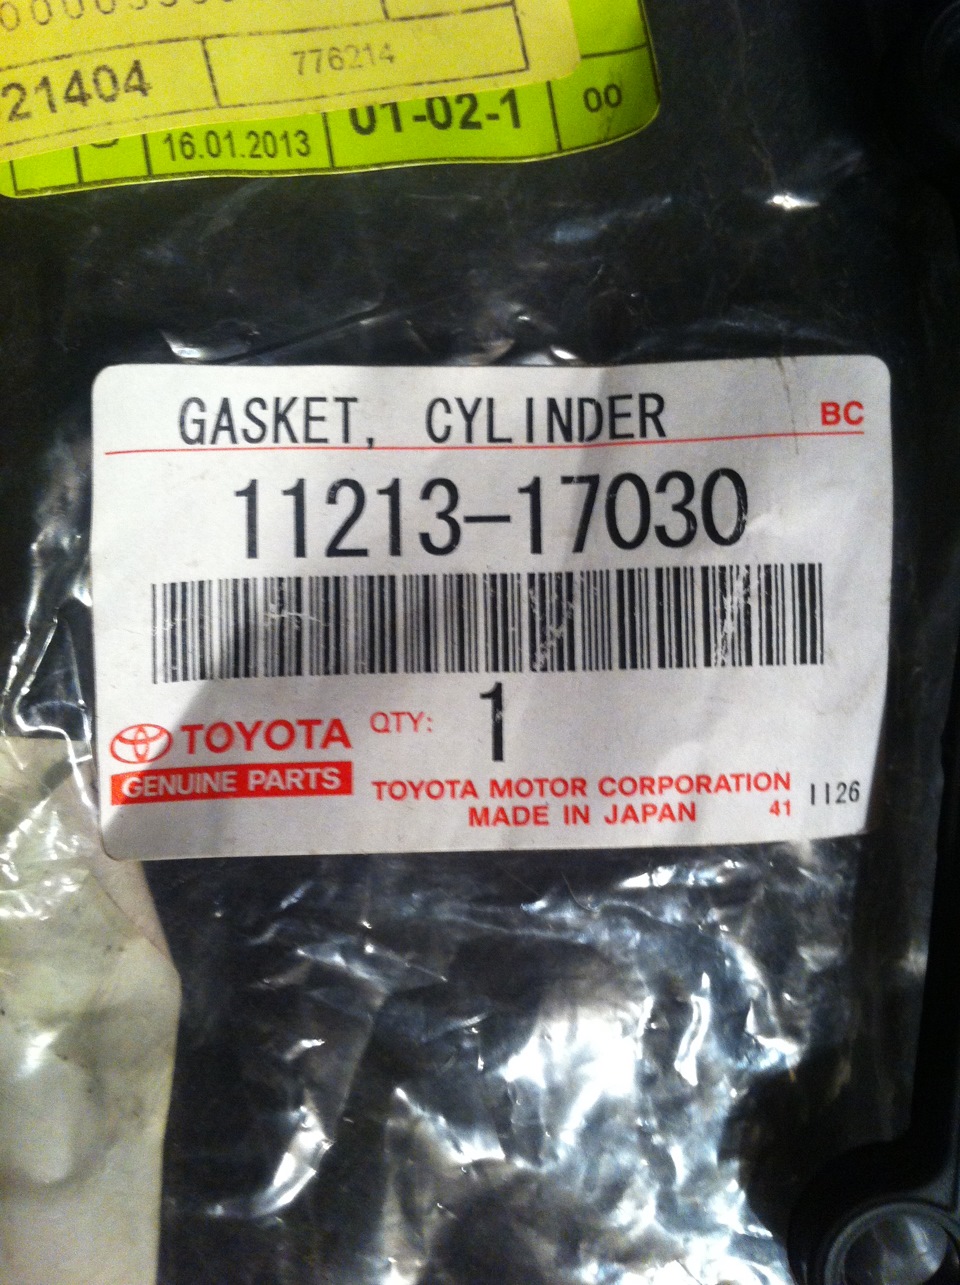 21404
776214
16.01.2013
01-02-1
00
GASKET, CYLINDER
BC
11213-17030
TOYOTA
GENUINE PARTS
QTY: 1
TOYOTA MOTOR CORPORATION
MADE IN JAPAN
41
1126